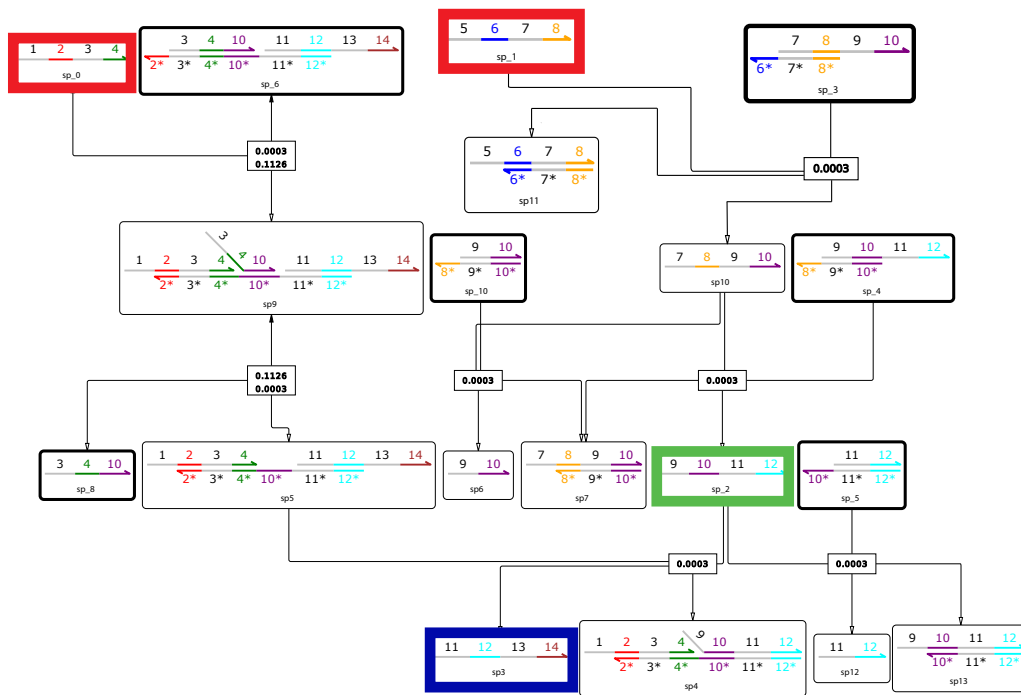 1 2 3 4
sp_0
3 4 10 11 12 13 14
2* 3* 4* 10* 11* 12*
sp_6
5 6 7 8
sp_1
7 8 9 10
6* 7* 8*
sp_3
0.0003
0.1126
5 6 7 8
6* 7* 8*
sp11
0.0003
3
4
1 2 3 4 10 11 12 13 14
2* 3* 4* 10* 11* 12*
sp9
9 10
8* 9* 10*
sp_10
7 8 9 10
sp10
9 10 11 12
8* 9* 10*
sp_4
0.1126
0.0003
0.0003
0.0003
3 4 10
sp_8
1 2 3 4 11 12 13 14
2* 3* 4* 10* 11* 12*
sp5
9 10
sp6
7 8 9 10
8* 9* 10*
sp7
9 10 11 12
sp_2
11 12
10* 11* 12*
sp_5
0.0003
0.0003
11 12 13 14
sp3
9
1 2 3 4 10 11 12
2* 3* 4* 10* 11* 12*
sp4
11 12
sp12
9 10 11 12
10* 11* 12*
sp13